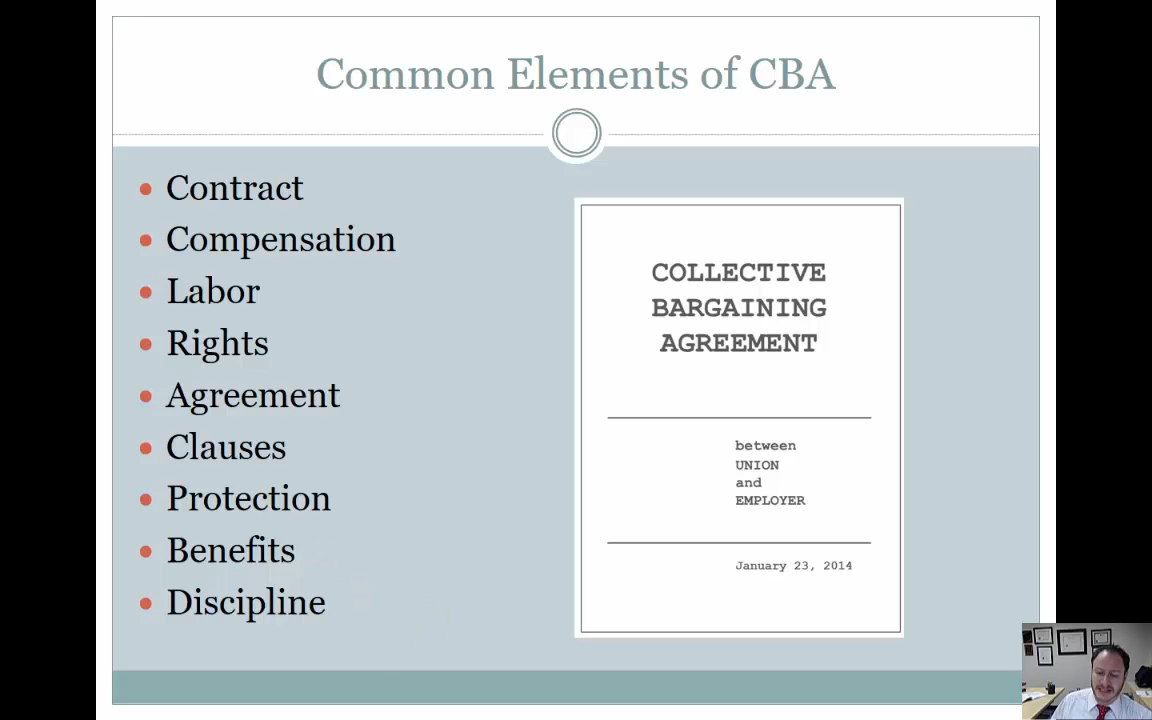 Common Elements of CBA
Contract
Compensation
Labor
Rights
Agreement
Clauses
Protection
Benefits
Discipline
COLLECTIVE
BARGAINING
AGREEMENT
between
UNION
and
EMPLOYER
January 23, 2014